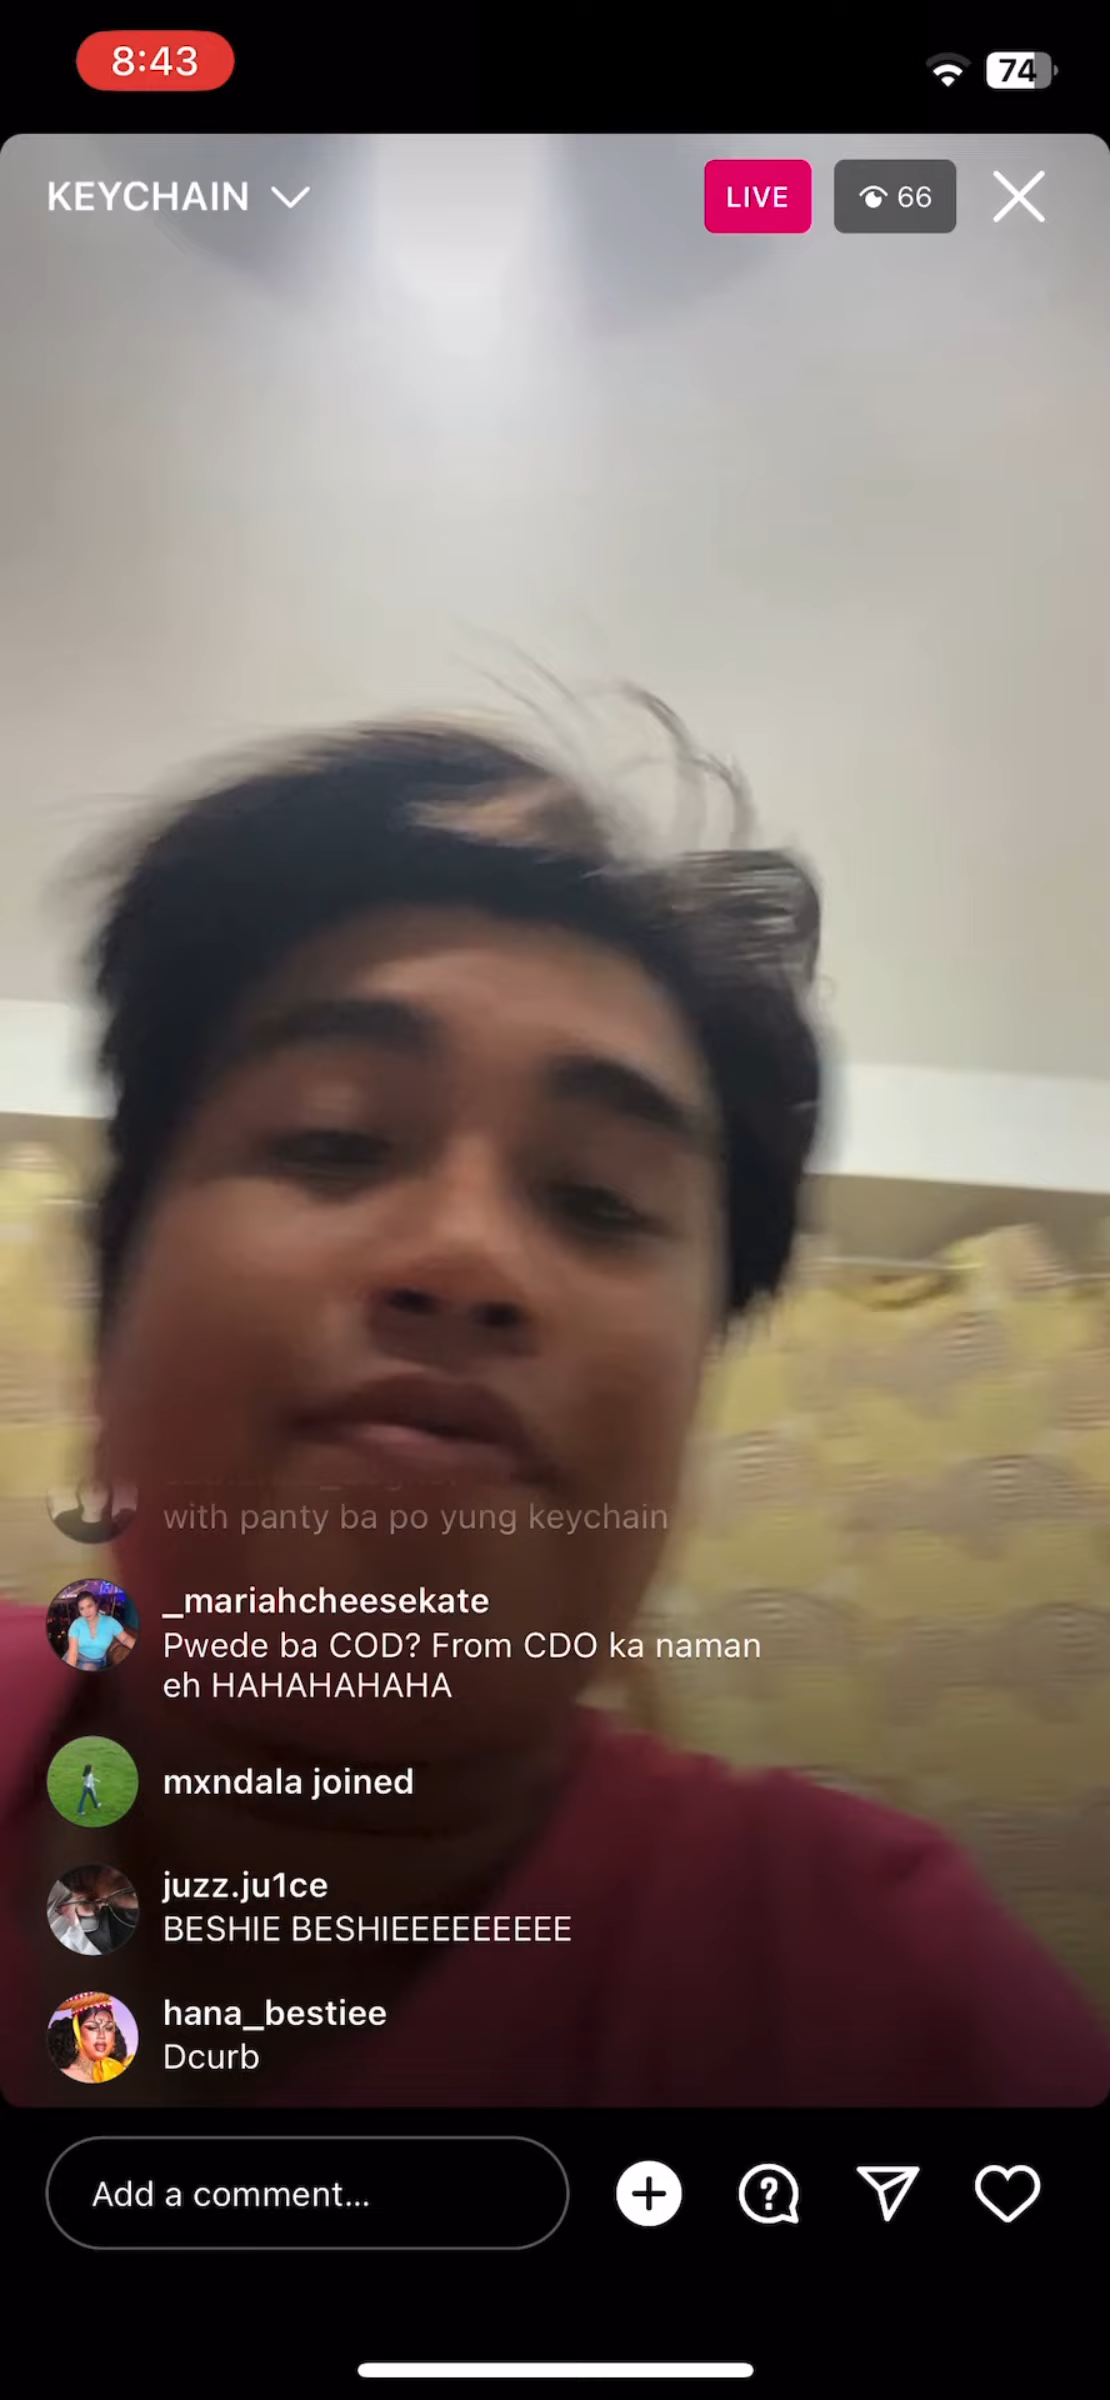 8:43
74
KEYCHAIN
LIVE
66
with panty ba po yung keychain
_mariahcheesekate
Pwede ba COD? From CDO ka naman
eh HAHAHAHAHA
mxndala joined
juzz.ju1ce
BESHIE BESHIEEEEEEEEE
hana_bestiee
Dcurb
Add a comment...